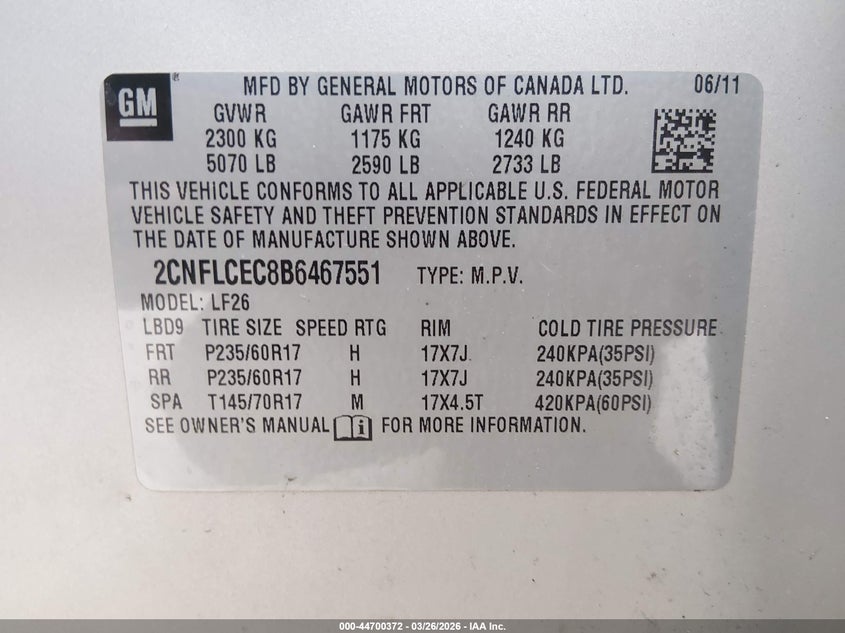 GM ® MFD BY GENERAL MOTORS OF CANADA LTD. 06/11
GVWR GAWR FRT GAWR RR
2300 KG 1175 KG 1240 KG
5070 LB 2590 LB 2733 LB
THIS VEHICLE CONFORMS TO ALL APPLICABLE U.S. FEDERAL MOTOR
VEHICLE SAFETY AND THEFT PREVENTION STANDARDS IN EFFECT ON
THE DATE OF MANUFACTURE SHOWN ABOVE.
2CNFLCEC8B6467551 TYPE: M.P.V.
MODEL: LF26
LBD9 TIRE SIZE SPEED RTG RIM COLD TIRE PRESSURE
FRT P235/60R17 H 17X7J 240KPA(35PSI)
RR P235/60R17 H 17X7J 240KPA(35PSI)
SPA T145/70R17 M 17X4.5T 420KPA(60PSI)
SEE OWNER'S MANUAL i FOR MORE INFORMATION.
000-44700372 / 03/26/2026 - IAA Inc.